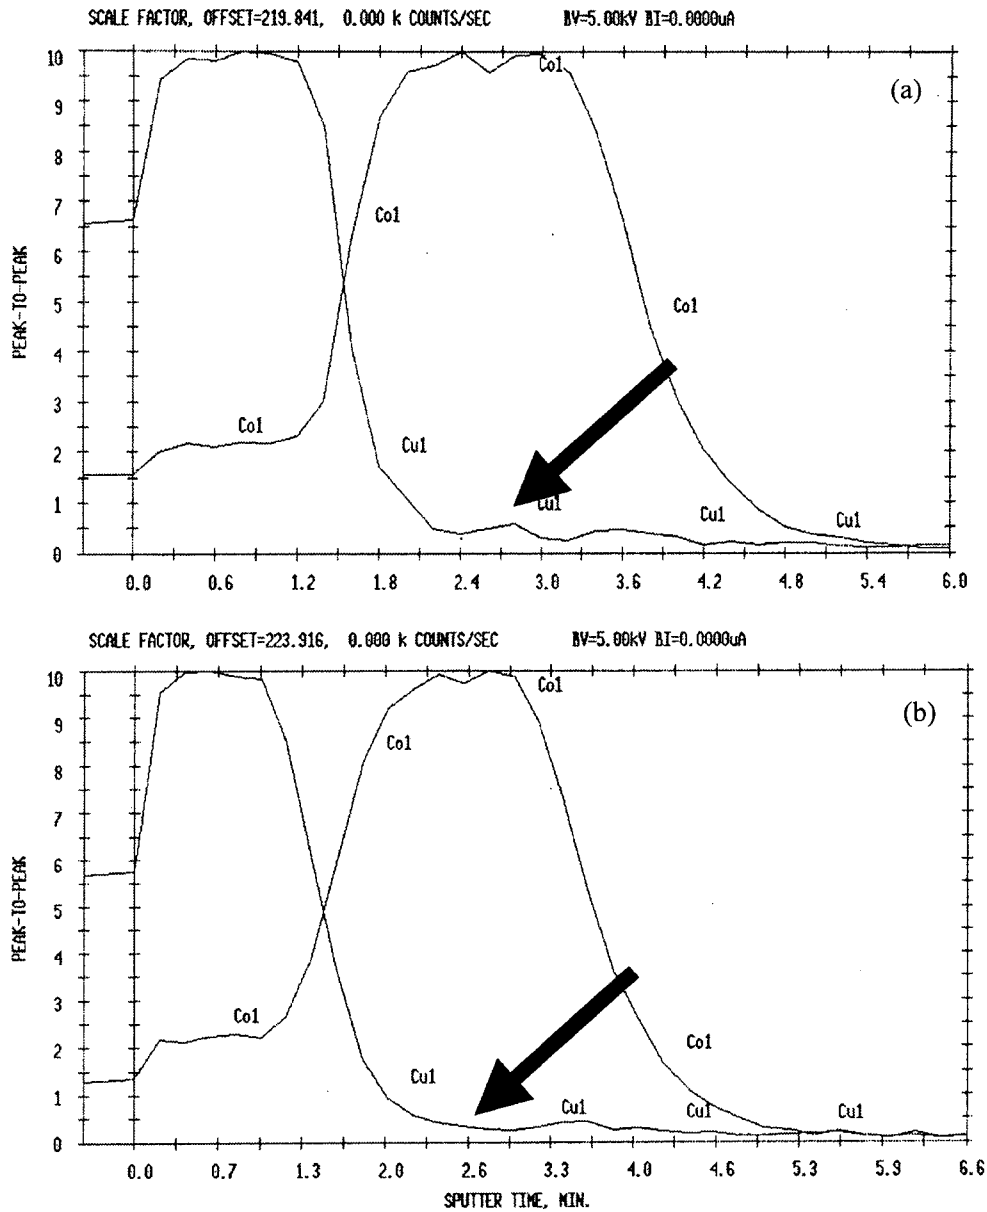 SCALE FACTOR, OFFSET=219.841, 0.000 k COUNTS/SEC BV=5.00kV BI=0.0000uA
(a)
10
9
8
7
6
5
4
3
2
1
0
PEAK-TO-PEAK
Co1
Co1
Co1
Co1
Cu1
Cu1
Cu1
Cu1
0.0 0.6 1.2 1.8 2.4 3.0 3.6 4.2 4.8 5.4 6.0
SCALE FACTOR, OFFSET=223.916, 0.000 k COUNTS/SEC BV=5.00kV BI=0.0000uA
(b)
10
9
8
7
6
5
4
3
2
1
0
PEAK-TO-PEAK
Co1
Co1
Co1
Co1
Cu1
Cu1
Cu1
Cu1
0.0 0.7 1.3 2.0 2.6 3.3 4.0 4.6 5.3 5.9 6.6
SPUTTER TIME, MIN.